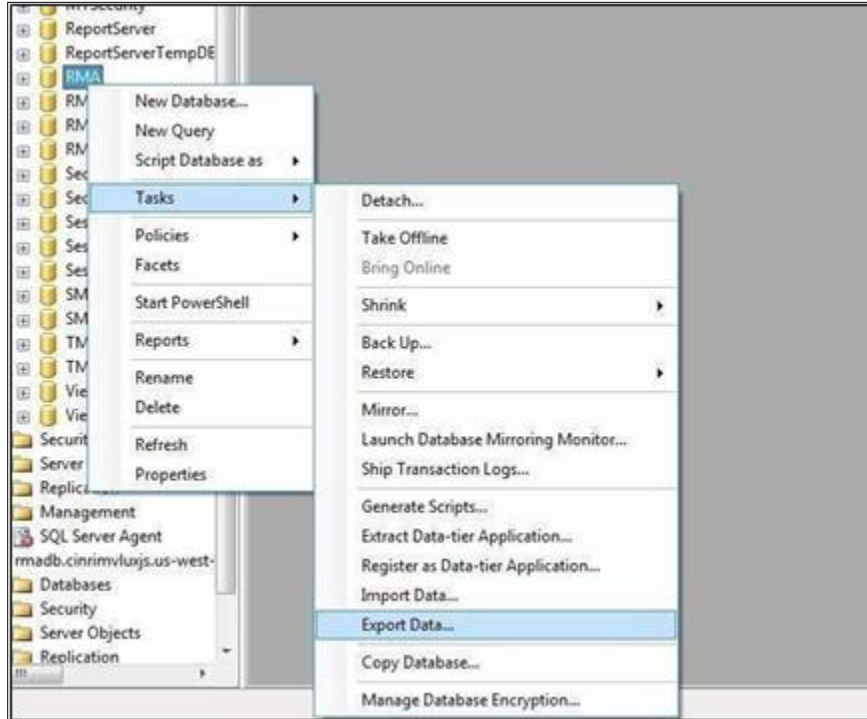 MYSecurity
ReportServer
ReportServerTempDE
RMA
RM
RM
RM
Sec
Sec
Ses
Ses
Ses
SM
SM
TM
TM
Vie
Vie
Securit
Server
Replication
Management
SQL Server Agent
rmadb.cinrimvluxjs.us-west-
Databases
Security
Server Objects
Replication
New Database...
New Query
Script Database as
Tasks
Policies
Facets
Start PowerShell
Reports
Rename
Delete
Refresh
Properties
Detach...
Take Offline
Bring Online
Shrink
Back Up...
Restore
Mirror...
Launch Database Mirroring Monitor...
Ship Transaction Logs...
Generate Scripts...
Extract Data-tier Application...
Register as Data-tier Application...
Import Data...
Export Data...
Copy Database...
Manage Database Encryption...